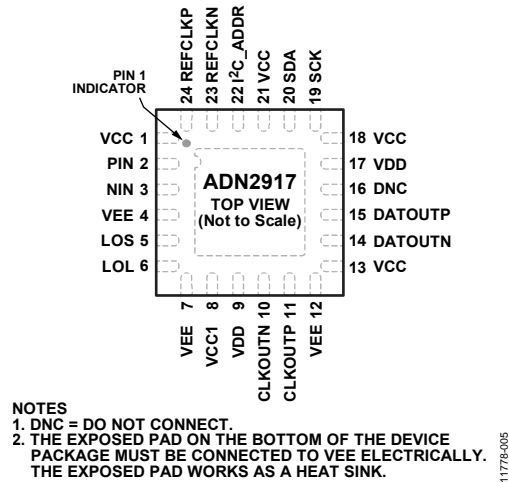 24 REFCLKP
23 REFCLKN
22 I²C_ADDR
21 VCC
20 SDA
19 SCK
PIN 1
INDICATOR
VCC 1
PIN 2
NIN 3
VEE 4
LOS 5
LOL 6
ADN2917
TOP VIEW
(Not to Scale)
18 VCC
17 VDD
16 DNC
15 DATOUTP
14 DATOUTN
13 VCC
VEE 7
VCC1 8
VDD 9
CLKOUTN 10
CLKOUTP 11
VEE 12
NOTES
1. DNC = DO NOT CONNECT.
2. THE EXPOSED PAD ON THE BOTTOM OF THE DEVICE
PACKAGE MUST BE CONNECTED TO VEE ELECTRICALLY.
THE EXPOSED PAD WORKS AS A HEAT SINK.
11778-005